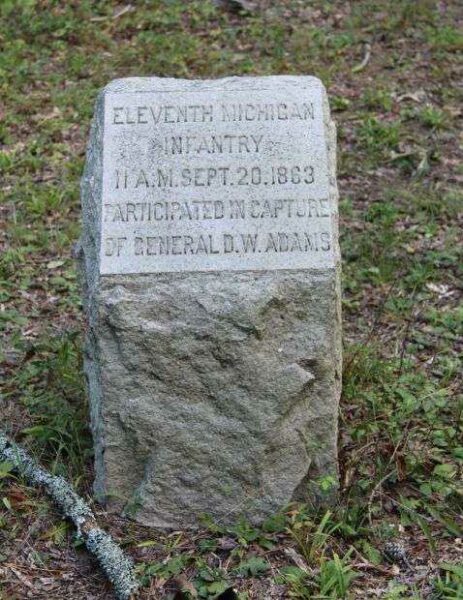 ELEVENTH MICHIGAN
INFANTRY
11 A.M. SEPT. 20. 1863
PARTICIPATED IN CAPTURE
OF GENERAL D. W. ADAMS